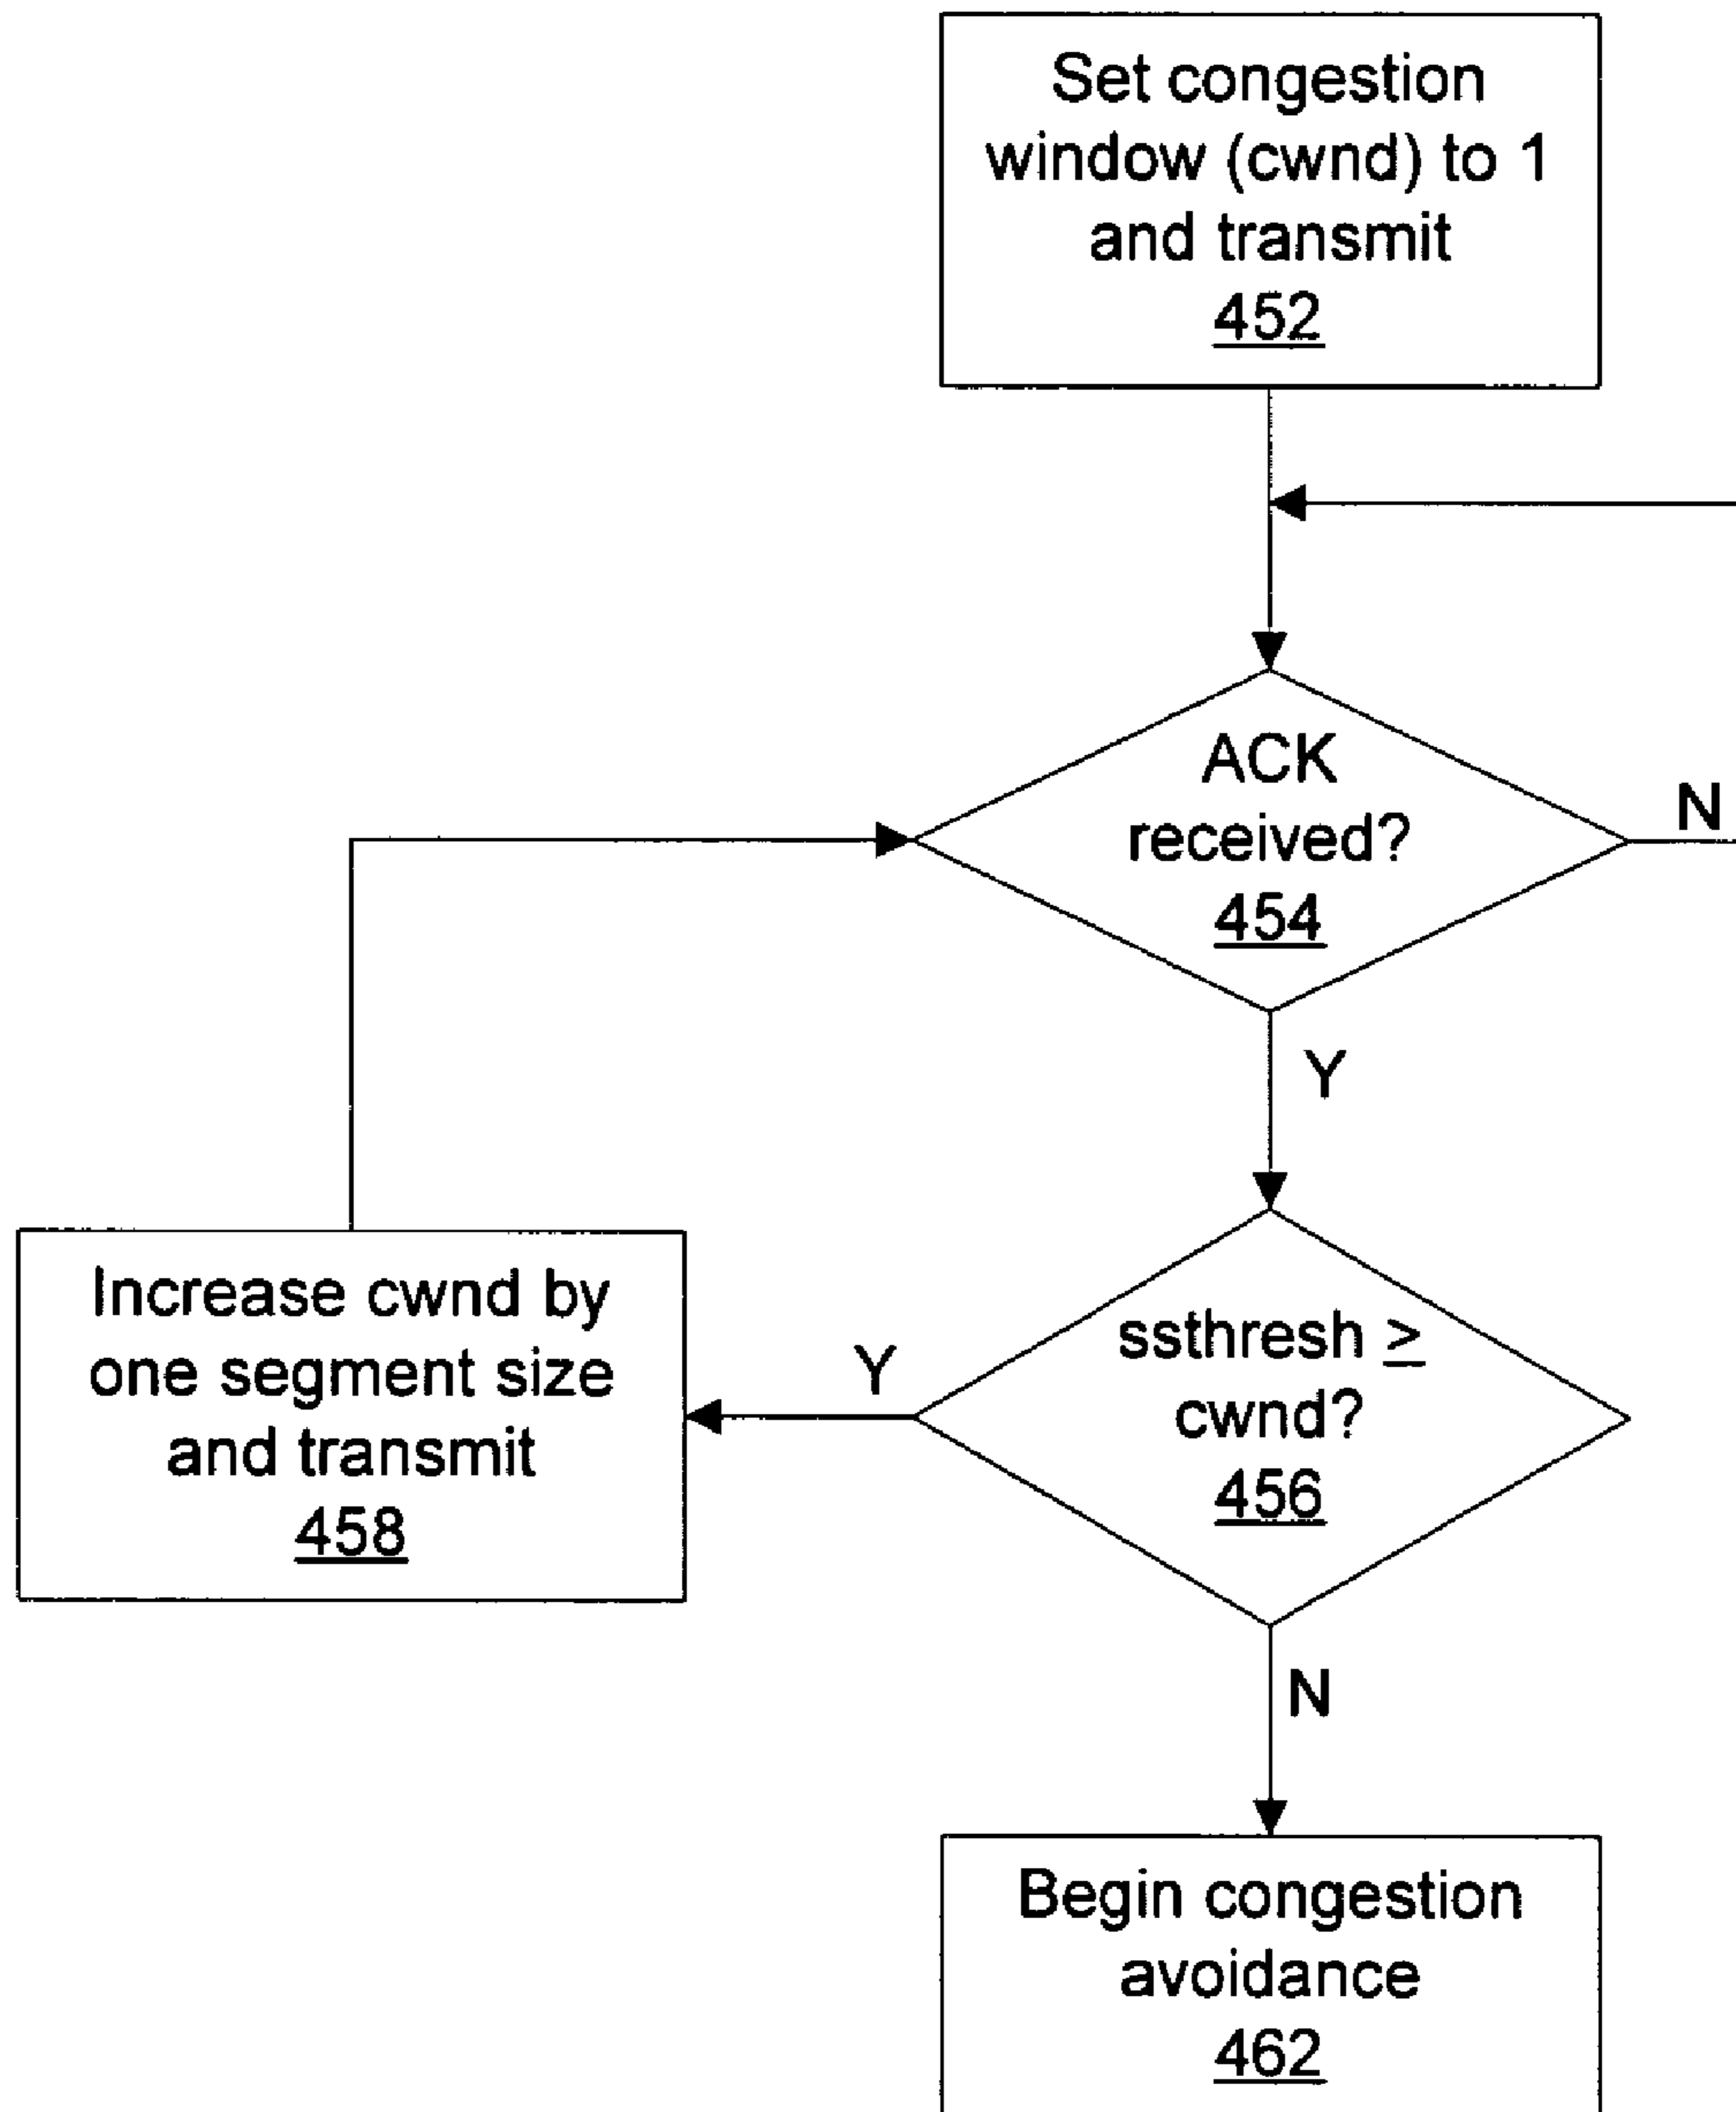 Set congestion
window (cwnd) to 1
and transmit
452
ACK
received?
454
N
Y
Increase cwnd by
one segment size
and transmit
458
Y
ssthresh ≥
cwnd?
456
N
Begin congestion
avoidance
462